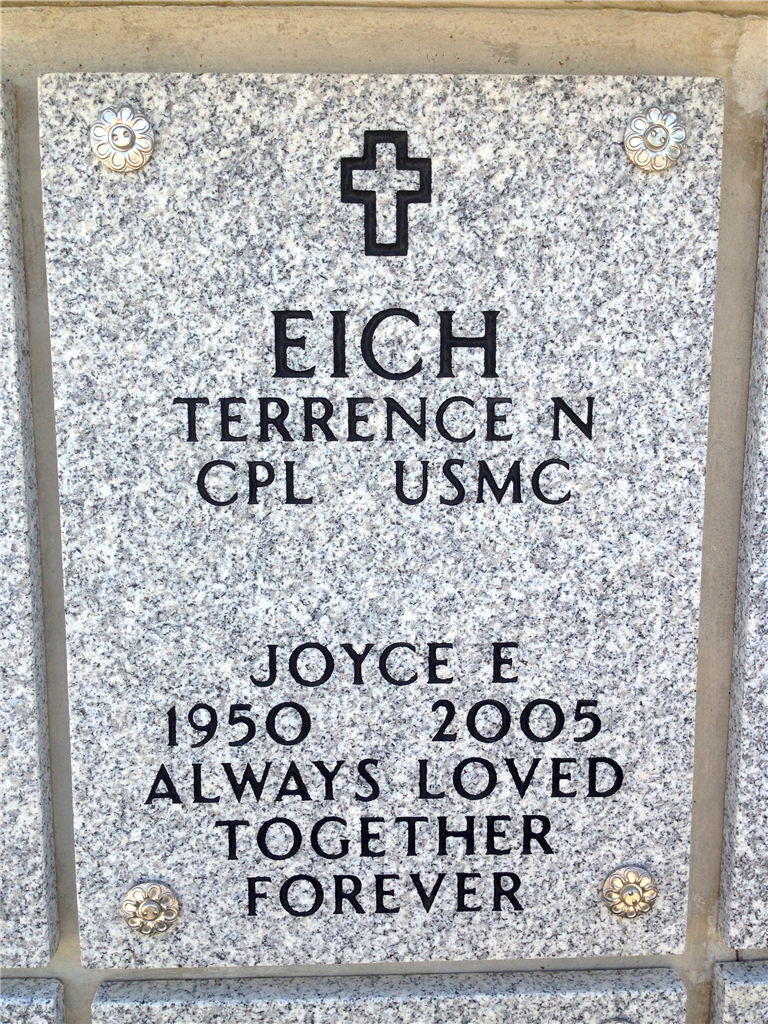 EICH
TERRENCE N
CPL USMC
JOYCE E
1950 2005
ALWAYS LOVED
TOGETHER
FOREVER